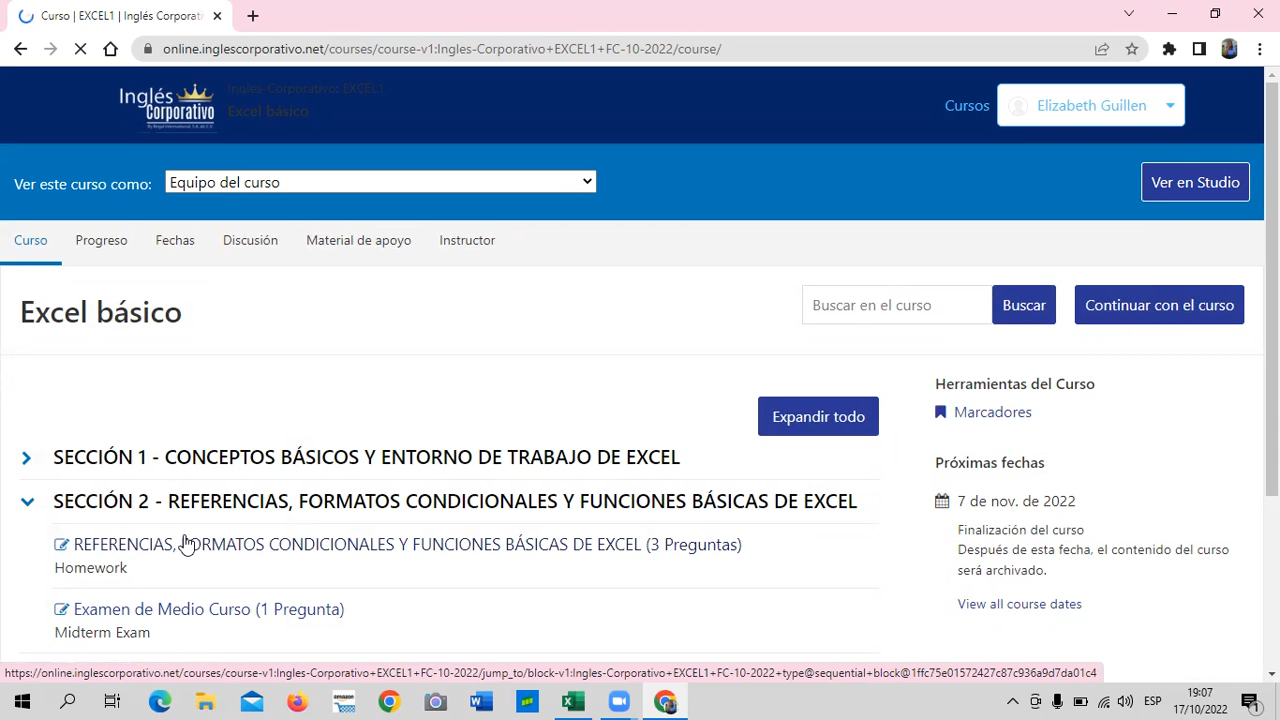 Curso | EXCEL1 | Inglés Corporat
online.inglescorporativo.net/courses/course-v1:Ingles-Corporativo+EXCEL1+FC-10-2022/course/
Inglés
Corporativo
Ingles-Corporativo: EXCEL1
Excel básico
Cursos
Elizabeth Guillen
Ver este curso como:
Equipo del curso
Ver en Studio
Curso
Progreso
Fechas
Discusión
Material de apoyo
Instructor
Excel básico
Buscar en el curso
Buscar
Continuar con el curso
Expandir todo
SECCIÓN 1 - CONCEPTOS BÁSICOS Y ENTORNO DE TRABAJO DE EXCEL
SECCIÓN 2 - REFERENCIAS, FORMATOS CONDICIONALES Y FUNCIONES BÁSICAS DE EXCEL
REFERENCIAS, FORMATOS CONDICIONALES Y FUNCIONES BÁSICAS DE EXCEL (3 Preguntas)
Homework
Examen de Medio Curso (1 Pregunta)
Midterm Exam
Herramientas del Curso
Marcadores
Próximas fechas
7 de nov. de 2022
Finalización del curso
Después de esta fecha, el contenido del curso
será archivado.
View all course dates
https://online.inglescorporativo.net/courses/course-v1:Ingles-Corporativo+EXCEL1+FC-10-2022/jump_to/block-v1:Ingles-Corporativo+EXCEL1+FC-10-2022+type@sequential+block@1ffc75e01572427c87c936a9d7da01c4
ESP
19:07
17/10/2022